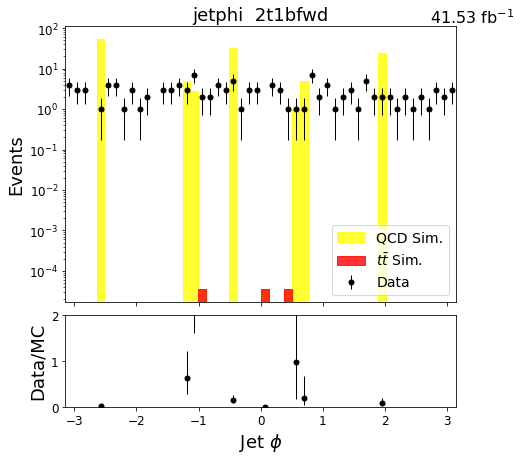 jetphi 2t1bfwd
41.53 fb⁻¹
Events
10²
10¹
10⁰
10⁻¹
10⁻²
10⁻³
10⁻⁴
QCD Sim.
tt̄ Sim.
Data
Data/MC
2
1
0
−3 −2 −1 0 1 2 3
Jet ϕ